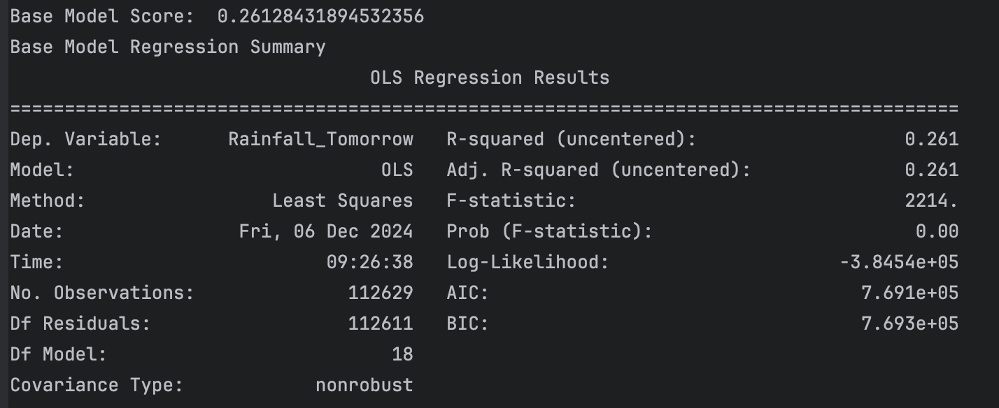 Base Model Score:  0.26128431894532356
Base Model Regression Summary
                                 OLS Regression Results
=======================================================================================
Dep. Variable:      Rainfall_Tomorrow   R-squared (uncentered):                   0.261
Model:                            OLS   Adj. R-squared (uncentered):              0.261
Method:                 Least Squares   F-statistic:                              2214.
Date:                Fri, 06 Dec 2024   Prob (F-statistic):                        0.00
Time:                        09:26:38   Log-Likelihood:                     -3.8454e+05
No. Observations:              112629   AIC:                                  7.691e+05
Df Residuals:                  112611   BIC:                                  7.693e+05
Df Model:                          18
Covariance Type:            nonrobust